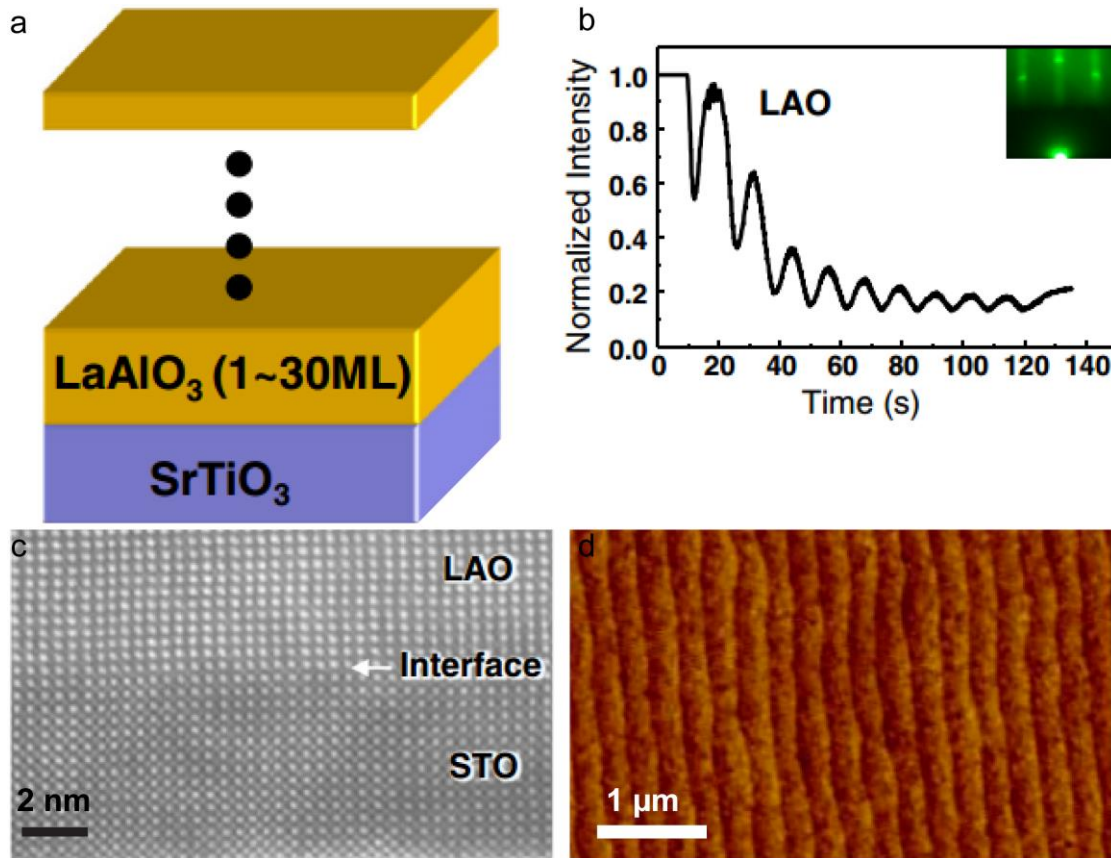 a
LaAlO₃ (1~30ML)
SrTiO₃
b
Normalized Intensity
1.0
0.8
0.6
0.4
0.2
0.0
LAO
0 20 40 60 80 100 120 140
Time (s)
c
LAO
Interface
STO
2 nm
d
1 μm